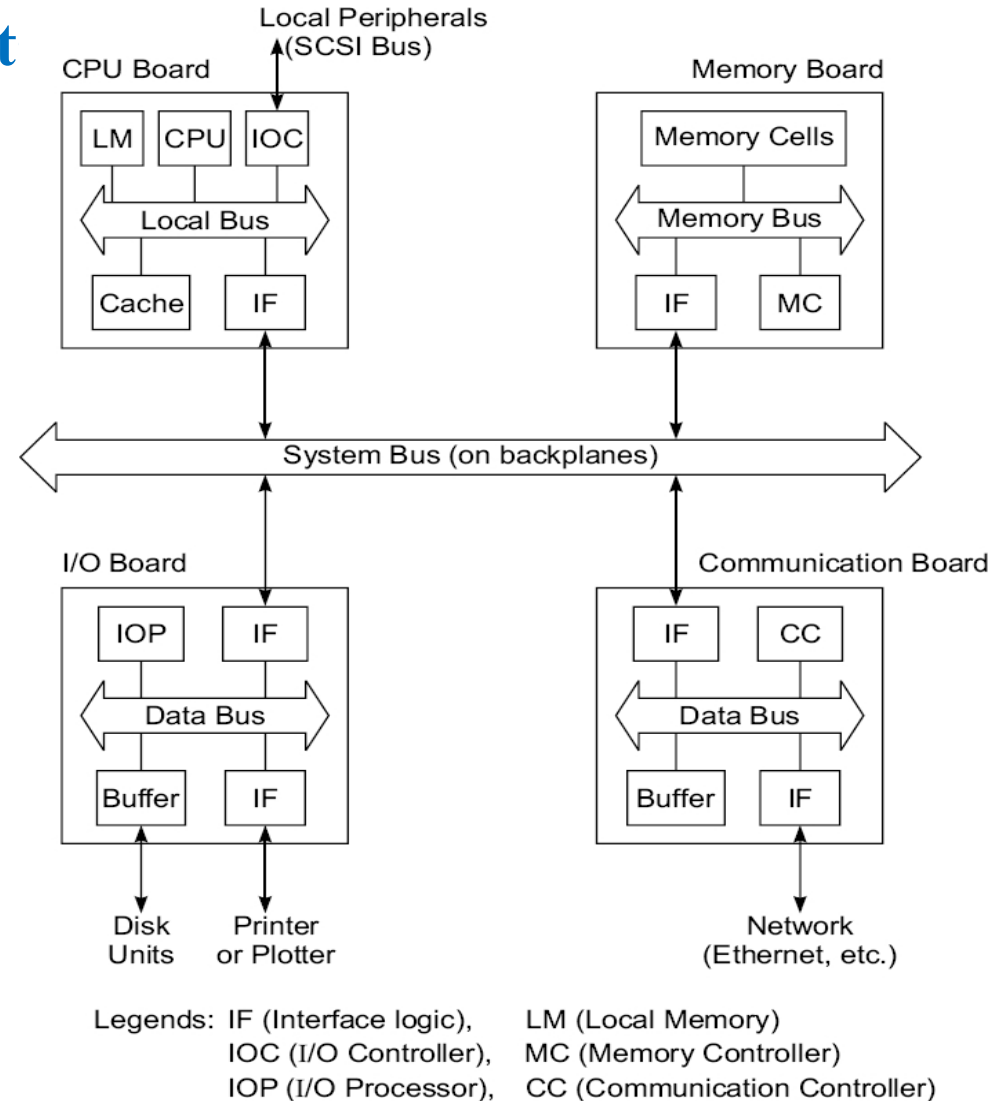 t
Local Peripherals
(SCSI Bus)
CPU Board
LM CPU IOC
Local Bus
Cache IF
Memory Board
Memory Cells
Memory Bus
IF MC
System Bus (on backplanes)
I/O Board
IOP IF
Data Bus
Buffer IF
Disk
Units
Printer
or Plotter
Communication Board
IF CC
Data Bus
Buffer IF
Network
(Ethernet, etc.)
Legends: IF (Interface logic), LM (Local Memory)
IOC (I/O Controller), MC (Memory Controller)
IOP (I/O Processor), CC (Communication Controller)